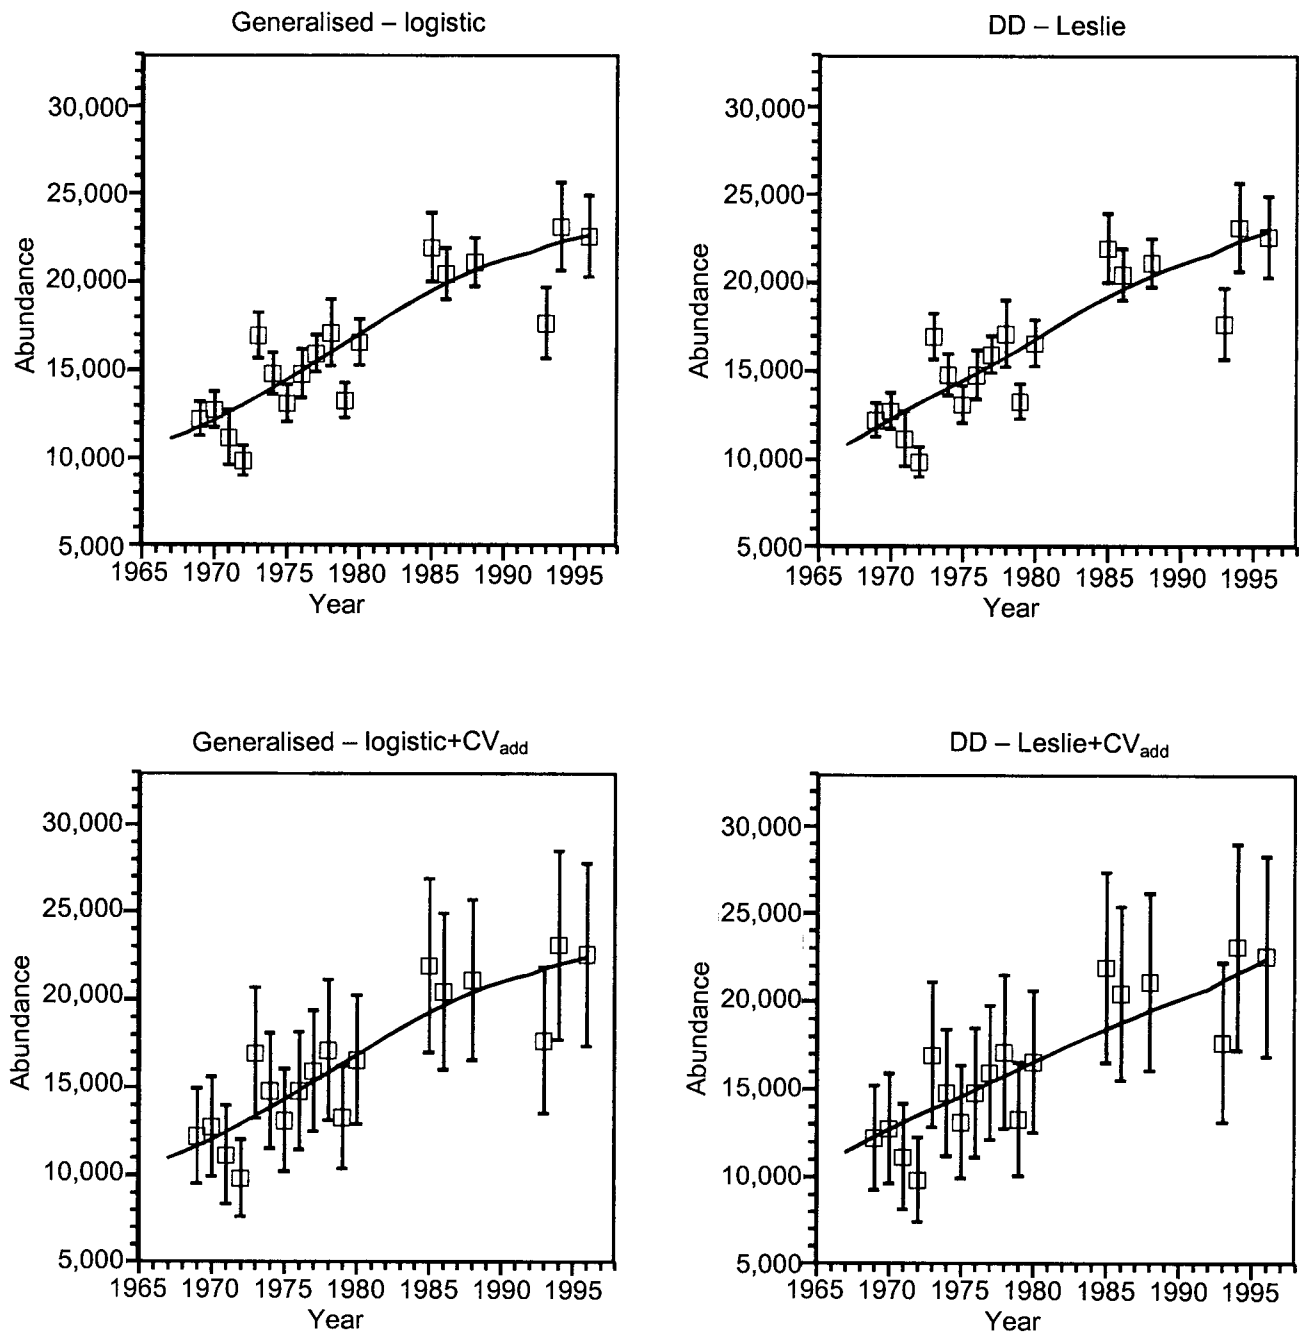 Generalised – logistic
30,000
25,000
20,000
15,000
10,000
5,000
Abundance
1965 1970 1975 1980 1985 1990 1995
Year
DD – Leslie
30,000
25,000
20,000
15,000
10,000
5,000
Abundance
1965 1970 1975 1980 1985 1990 1995
Year
Generalised – logistic+CVadd
30,000
25,000
20,000
15,000
10,000
5,000
Abundance
1965 1970 1975 1980 1985 1990 1995
Year
DD – Leslie+CVadd
30,000
25,000
20,000
15,000
10,000
5,000
Abundance
1965 1970 1975 1980 1985 1990 1995
Year